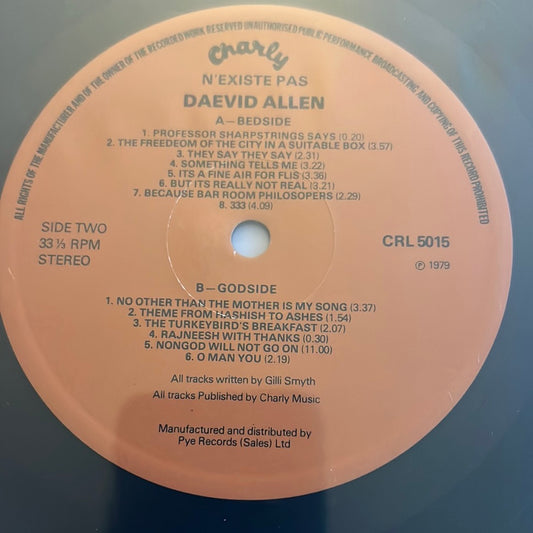 ALL RIGHTS OF THE MANUFACTURER AND OF THE OWNER OF THE RECORDED WORK RESERVED UNAUTHORISED PUBLIC PERFORMANCE BROADCASTING AND COPYING OF THIS RECORD PROHIBITED
Charly
N'EXISTE PAS
DAEVID ALLEN
A—BEDSIDE
1. PROFESSOR SHARPSTRINGS SAYS (0.20)
2. THE FREEDEOM OF THE CITY IN A SUITABLE BOX (3.57)
3. THEY SAY THEY SAY (2.31)
4. SOMETHING TELLS ME (3.22)
5. ITS A FINE AIR FOR FLIS (3.36)
6. BUT ITS REALLY NOT REAL (3.21)
7. BECAUSE BAR ROOM PHILOSOPERS (2.29)
8. 333 (4.09)
SIDE TWO
33⅓ RPM
STEREO
CRL 5015
℗ 1979
B—GODSIDE
1. NO OTHER THAN THE MOTHER IS MY SONG (3.37)
2. THEME FROM HASHISH TO ASHES (1.54)
3. THE TURKEYBIRD'S BREAKFAST (2.07)
4. RAJNEESH WITH THANKS (0.30)
5. NONGOD WILL NOT GO ON (11.00)
6. O MAN YOU (2.19)
All tracks written by Gilli Smyth
All tracks Published by Charly Music
Manufactured and distributed by
Pye Records (Sales) Ltd